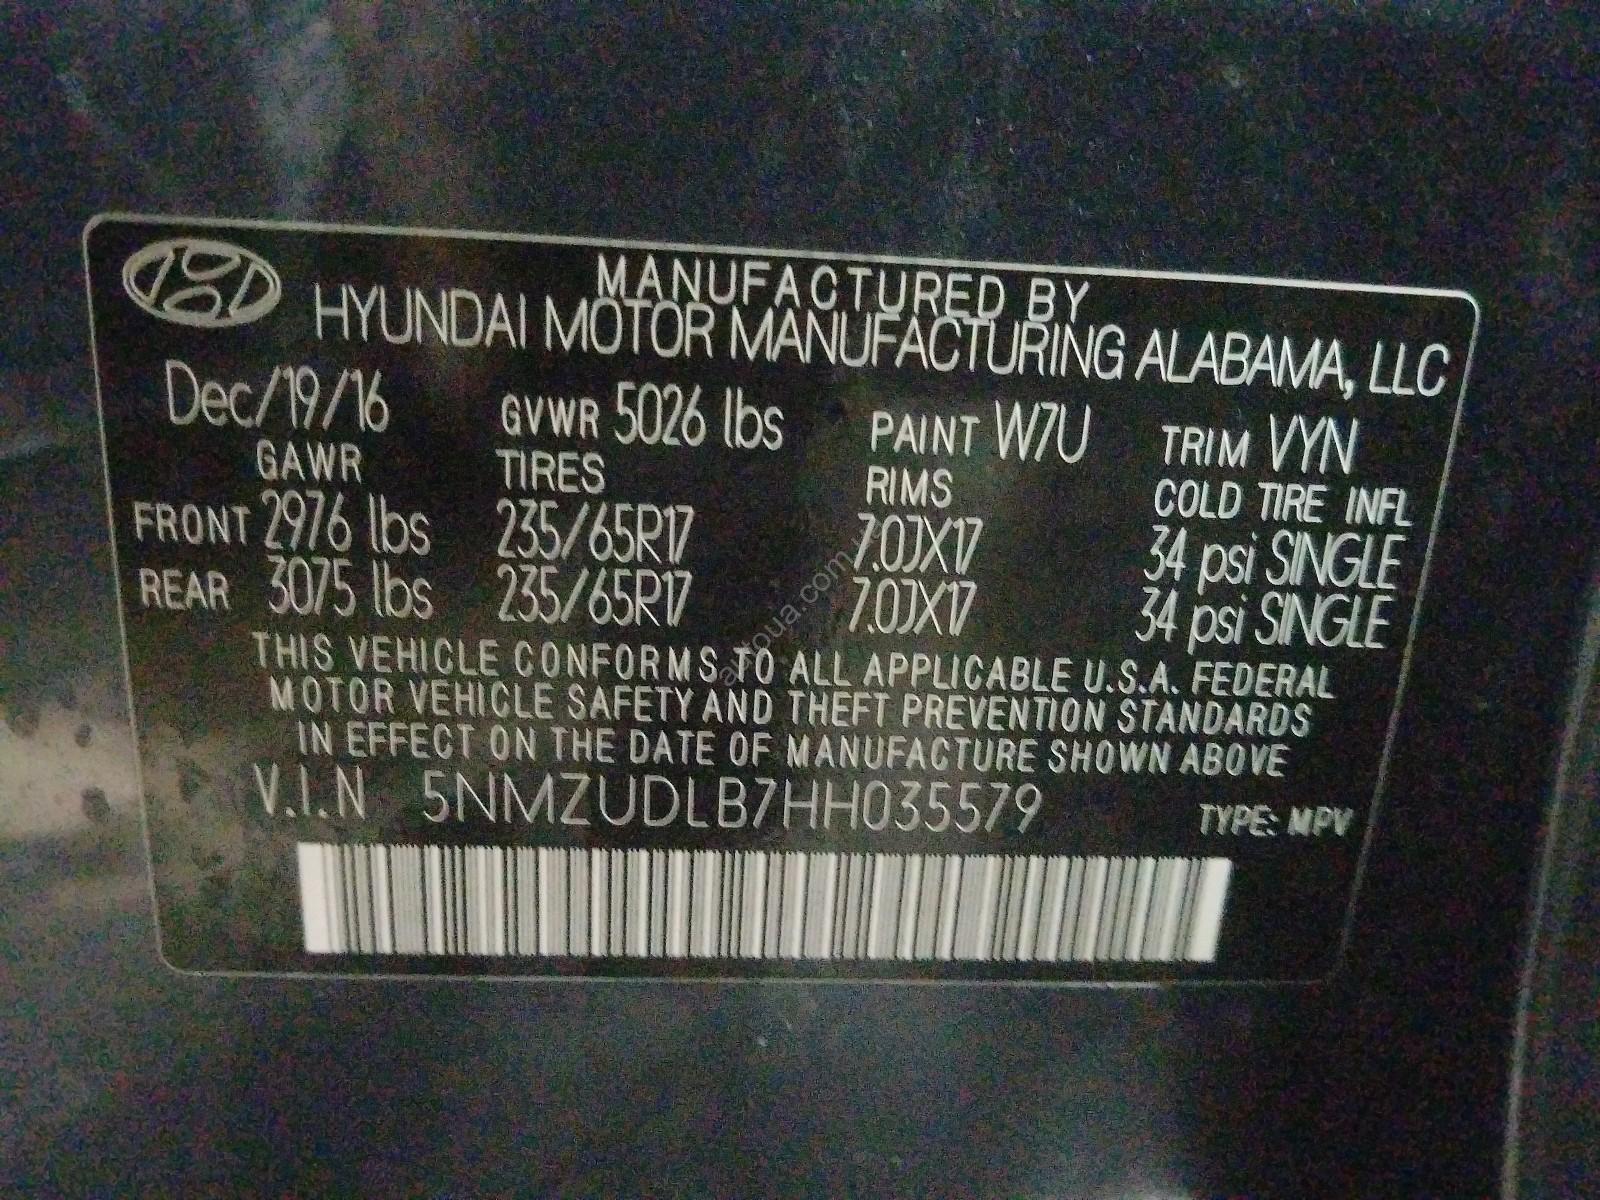 MANUFACTURED BY
HYUNDAI MOTOR MANUFACTURING ALABAMA, LLC
Dec/19/16 GVWR 5026 lbs PAINT W7U TRIM VYN
GAWR TIRES RIMS COLD TIRE INFL
FRONT 2976 lbs 235/65R17 7.0JX17 34 psi SINGLE
REAR 3075 lbs 235/65R17 7.0JX17 34 psi SINGLE
THIS VEHICLE CONFORMS TO ALL APPLICABLE U.S.A. FEDERAL
MOTOR VEHICLE SAFETY AND THEFT PREVENTION STANDARDS
IN EFFECT ON THE DATE OF MANUFACTURE SHOWN ABOVE
V.I.N 5NMZUDLB7HH035579 TYPE: MPV
autoua.com.ua